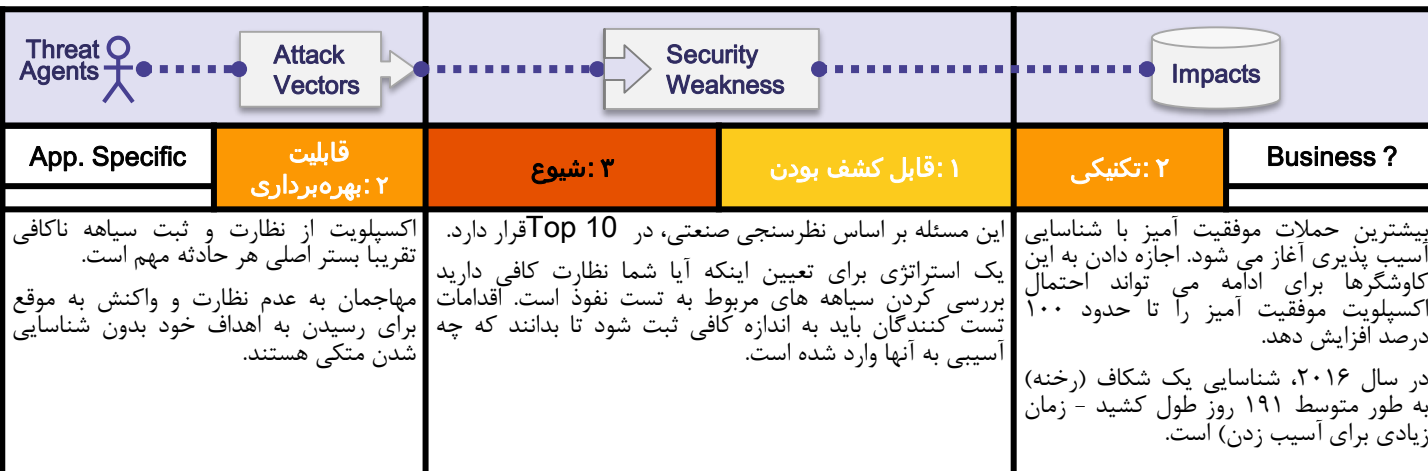 Threat
Agents
Attack
Vectors
Security
Weakness
Impacts
App. Specific
قابلیت
بهره‌برداری: ۲
شیوع: ۳
قابل کشف بودن: ۱
تکنیکی: ۲
Business ?
اکسپلویت از نظارت و ثبت سیاهه ناکافی
تقریبا بستر اصلی هر حادثه مهم است.
مهاجمان به عدم نظارت و واکنش به موقع
برای رسیدن به اهداف خود بدون شناسایی
شدن متکی هستند.
این مسئله بر اساس نظرسنجی صنعتی، در Top 10 قرار دارد.
یک استراتژی برای تعیین اینکه آیا شما نظارت کافی دارید
بررسی کردن سیاهه های مربوط به تست نفوذ است. اقدامات
تست کنندگان باید به اندازه کافی ثبت شود تا بدانند که چه
آسیبی به آنها وارد شده است.
بیشترین حملات موفقیت آمیز با شناسایی
آسیب پذیری آغاز می شود. اجازه دادن به این
کاوشگرها برای ادامه می تواند احتمال
اکسپلویت موفقیت آمیز را تا حدود ۱۰۰
درصد افزایش دهد.
در سال ۲۰۱۶، شناسایی یک شکاف (رخنه)
به طور متوسط ۱۹۱ روز طول کشید - زمان
زیادی برای آسیب زدن) است.